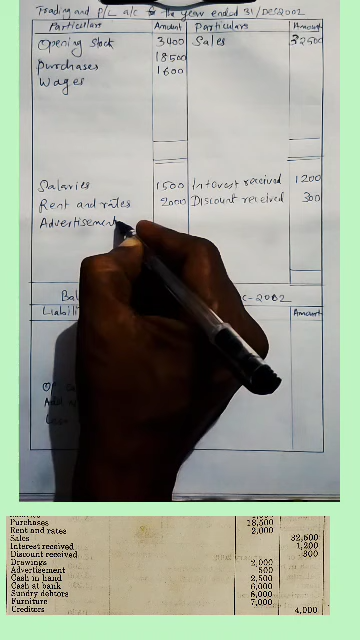 Trading and P/L a/c for the year ended 31/Dec 2002
Particulars Amount Particulars Amount
Opening Stock 3400 Sales 32500
18500
Purchases 1600
Wages
Salaries 1500 Interest received 1200
Rent and rates 2000 Discount received 300
Advertisement
Bal 2002
Liabili Amount
Purchases 18,500
Rent and rates 2,000
Sales 32,600
Interest received 1,200
Discount received 300
Drawings 2,000
Advertisement 500
Cash in hand 2,500
Cash at bank 6,000
Sundry debtors 8,000
Furniture 7,000
Creditors 4,000